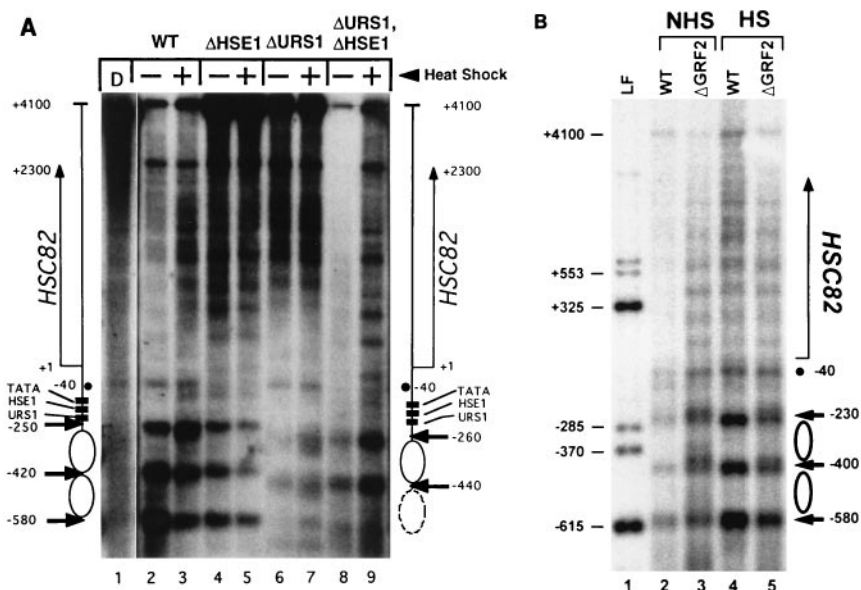 A
WT ΔHSE1 ΔURS1 ΔURS1, ΔHSE1
D − + − + − + − + Heat Shock
+4100 +4100
+2300 +2300
HSC82 HSC82
+1 +1
-40 -40
TATA TATA
HSE1 HSE1
URS1 URS1
-250 -260
-420 -440
-580
1 2 3 4 5 6 7 8 9
B
NHS HS
LF WT ΔGRF2 WT ΔGRF2
+4100
HSC82
+553
+325
-40
-230
-285
-370
-400
-580
-615
1 2 3 4 5